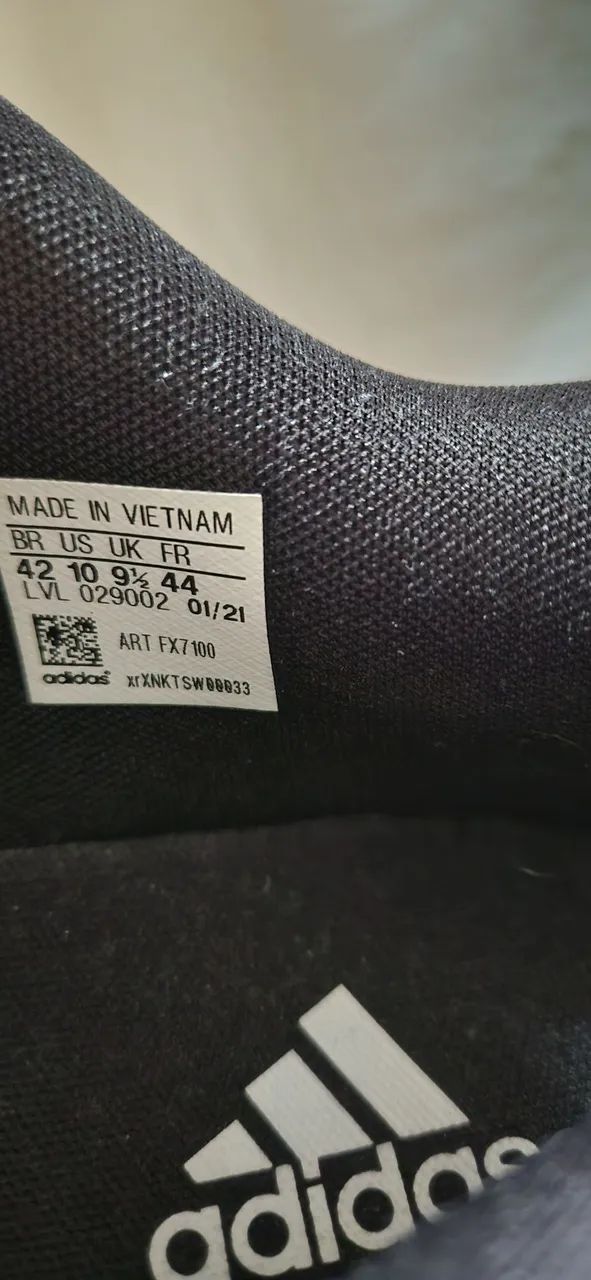 MADE IN VIETNAM
BR US UK FR
42 10 9½ 44
LVL 029002 01/21
ART FX7100
adidas xrXNKTSW00033
adidas